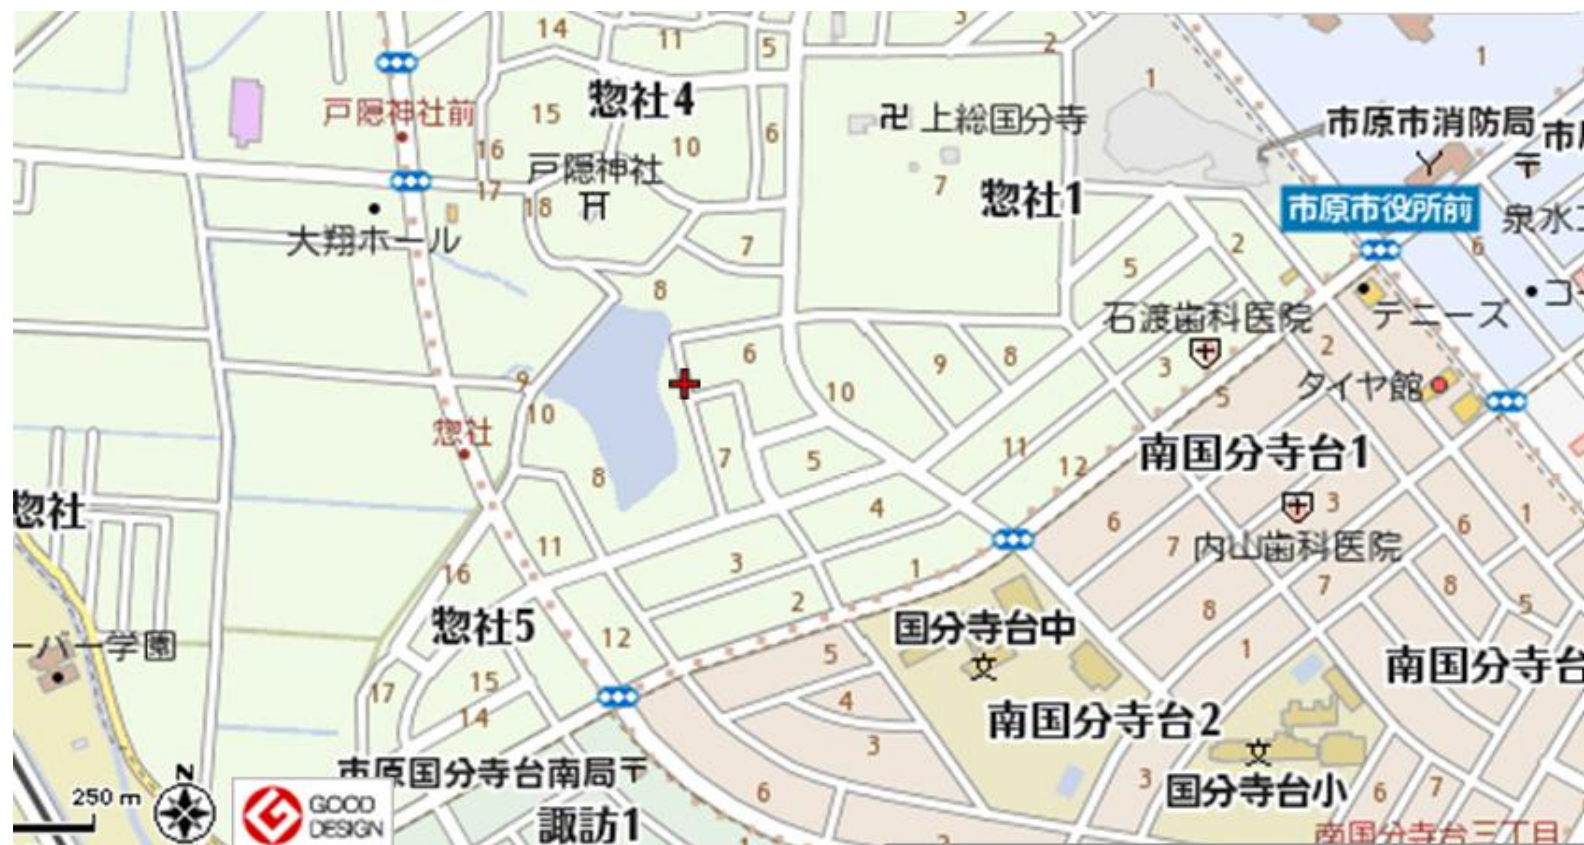 3
14
11
5
2
1
1
惣社4
戸隠神社前
15
上総国分寺
市原市消防局
市原
6
10
16
戸隠神社
7
惣社1
17
18
市原市役所前
泉水工
大翔ホール
7
2
6
5
8
コー
石渡歯科医院
デニーズ
6
9
8
3
2
9
10
5
タイヤ館
10
惣社
11
南国分寺台1
7
5
12
8
4
3
惣社
6
6
1
11
7
内山歯科医院
16
3
1
7
8
5
2
8
惣社5
12
国分寺台中
ーバー学園
5
1
南国分寺台
17
15
4
14
南国分寺台2
3
市原国分寺台南局
N
250 m
6
3
国分寺台小
6
7
GOOD
DESIGN
諏訪1
南国分寺台三丁目